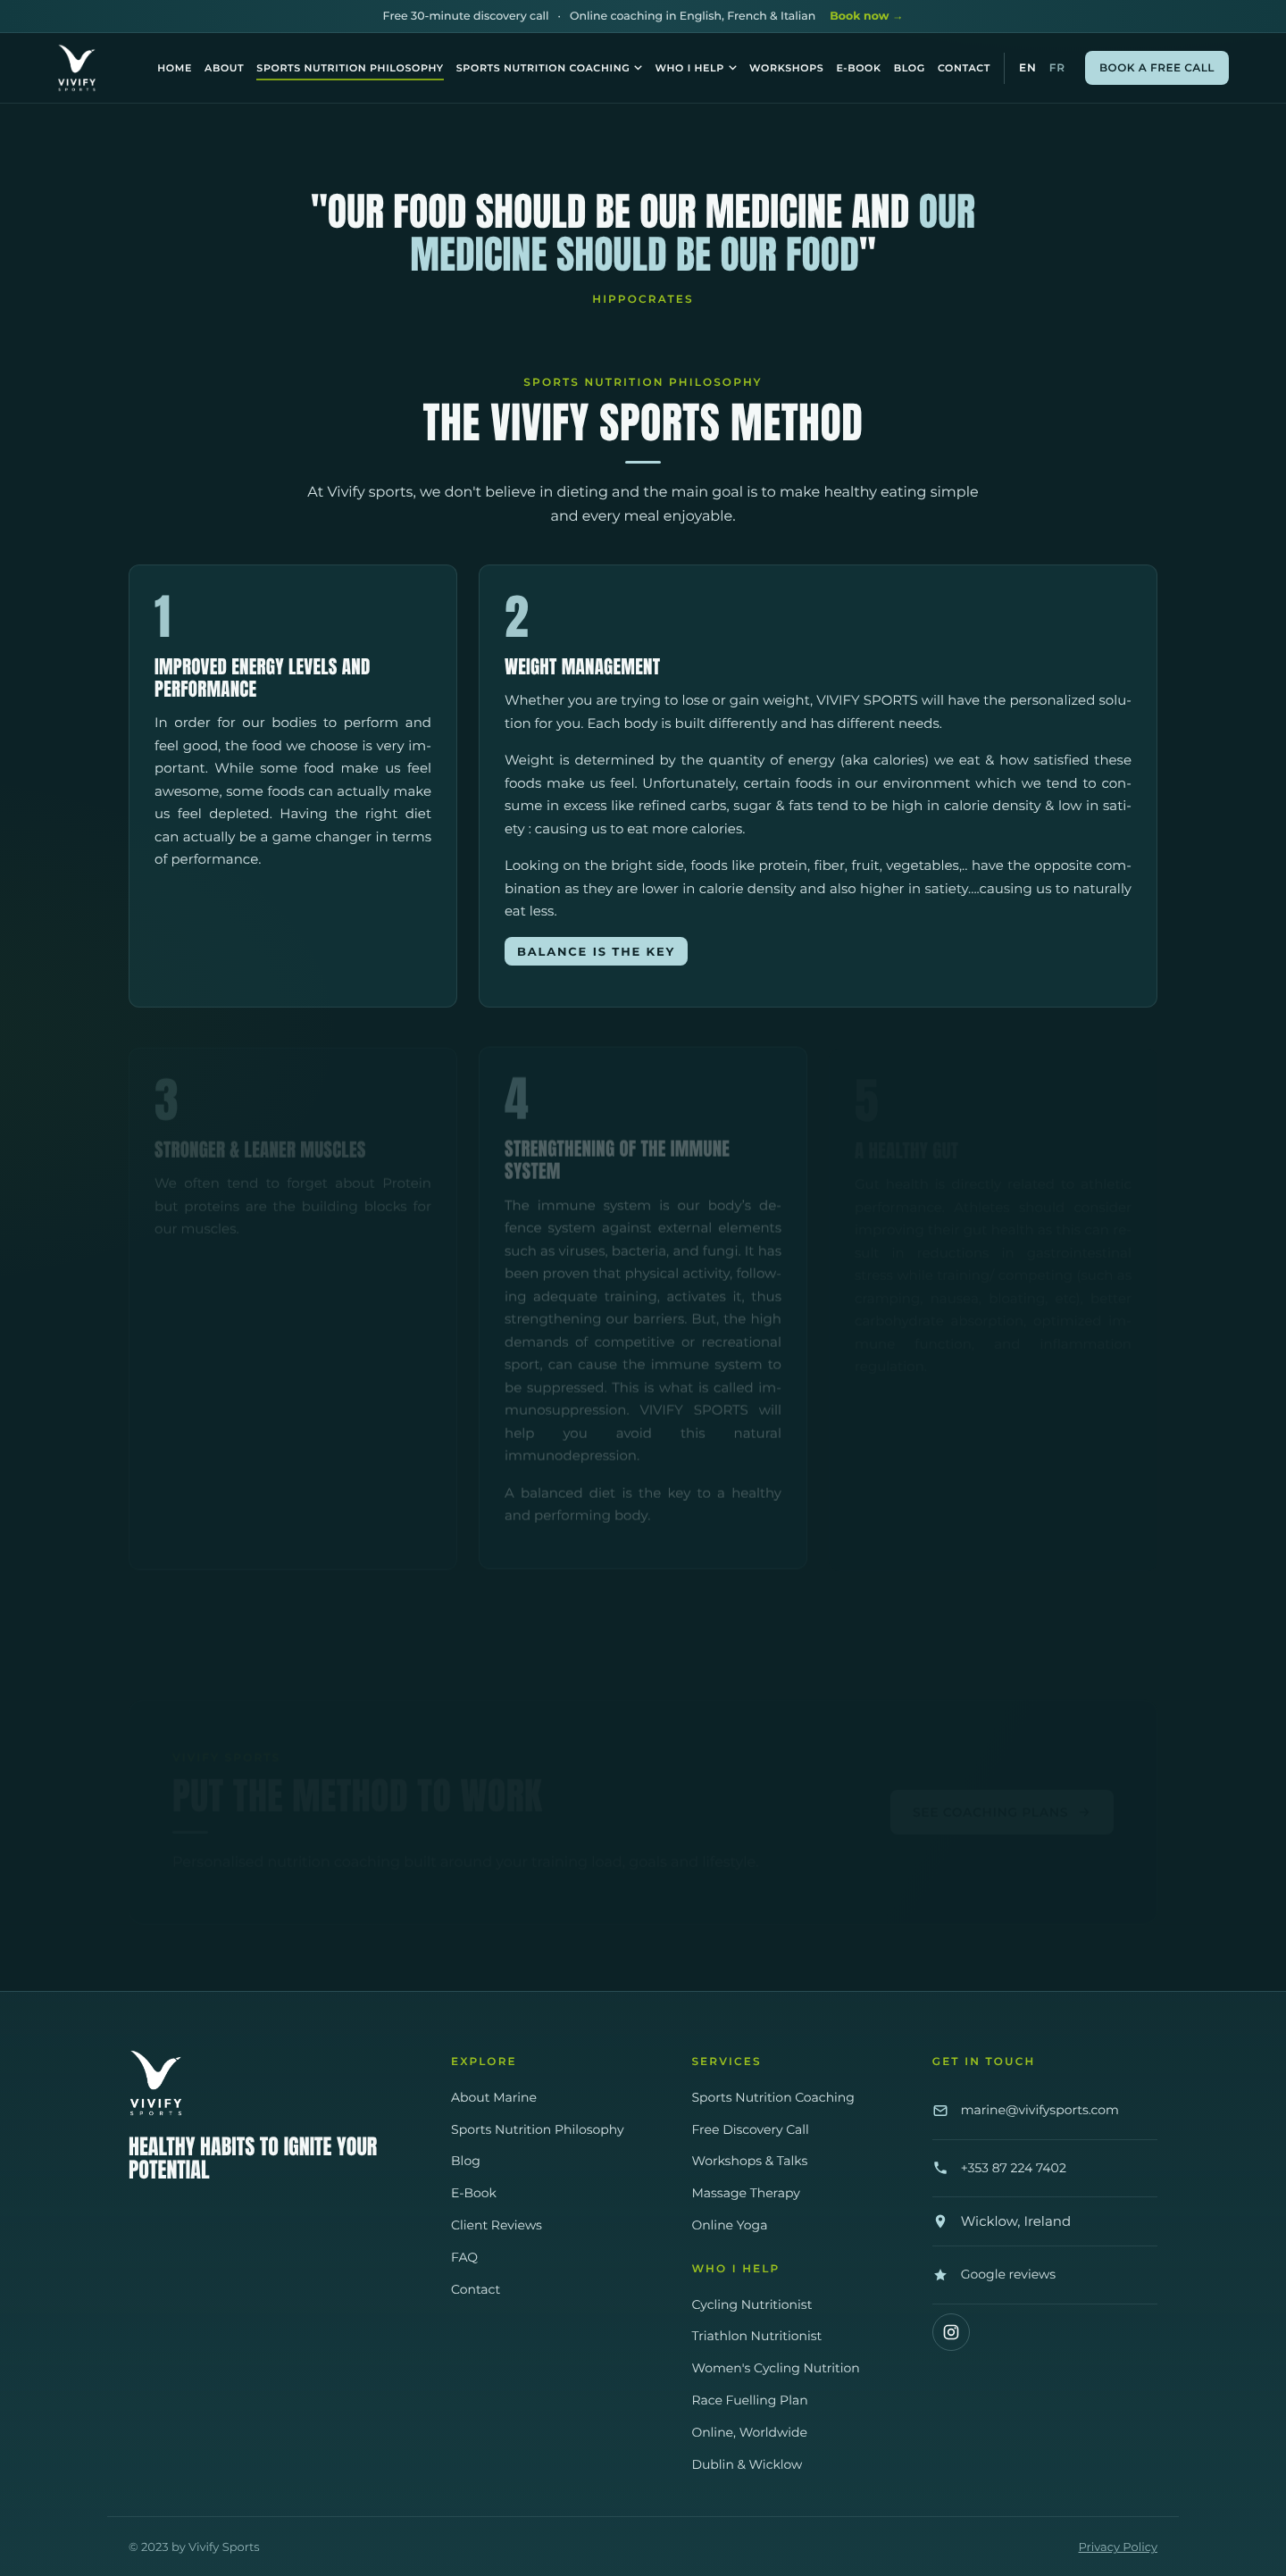 Free 30-minute discovery call · Online coaching in English, French & Italian Book now →
VIVIFY
SPORTS
HOME ABOUT SPORTS NUTRITION PHILOSOPHY SPORTS NUTRITION COACHING WHO I HELP WORKSHOPS E-BOOK BLOG CONTACT EN FR BOOK A FREE CALL
"OUR FOOD SHOULD BE OUR MEDICINE AND OUR
MEDICINE SHOULD BE OUR FOOD"
HIPPOCRATES
SPORTS NUTRITION PHILOSOPHY
THE VIVIFY SPORTS METHOD
At Vivify sports, we don't believe in dieting and the main goal is to make healthy eating simple
and every meal enjoyable.
1
IMPROVED ENERGY LEVELS AND
PERFORMANCE
In order for our bodies to perform and
feel good, the food we choose is very im-
portant. While some food make us feel
awesome, some foods can actually make
us feel depleted. Having the right diet
can actually be a game changer in terms
of performance.
2
WEIGHT MANAGEMENT
Whether you are trying to lose or gain weight, VIVIFY SPORTS will have the personalized solu-
tion for you. Each body is built differently and has different needs.
Weight is determined by the quantity of energy (aka calories) we eat & how satisfied these
foods make us feel. Unfortunately, certain foods in our environment which we tend to con-
sume in excess like refined carbs, sugar & fats tend to be high in calorie density & low in sati-
ety : causing us to eat more calories.
Looking on the bright side, foods like protein, fiber, fruit, vegetables,.. have the opposite com-
bination as they are lower in calorie density and also higher in satiety....causing us to naturally
eat less.
BALANCE IS THE KEY
3
STRONGER & LEANER MUSCLES
We often tend to forget about Protein
but proteins are the building blocks for
our muscles.
4
STRENGTHENING OF THE IMMUNE
SYSTEM
The immune system is our body's de-
fence system against external elements
such as viruses, bacteria, and fungi. It has
been proven that physical activity, follow-
ing adequate training, activates it, thus
strengthening our barriers. But, the high
demands of competitive or recreational
sport, can cause the immune system to
be suppressed. This is what is called im-
munosuppression. VIVIFY SPORTS will
help you avoid this natural
immunodepression.
A balanced diet is the key to a healthy
and performing body.
5
A HEALTHY GUT
PUT THE METHOD TO WORK
SEE COACHING PLANS →
Personalised nutrition coaching built around your training load, goals and lifestyle.
VIVIFY
SPORTS
HEALTHY HABITS TO IGNITE YOUR
POTENTIAL
EXPLORE
About Marine
Sports Nutrition Philosophy
Blog
E-Book
Client Reviews
FAQ
Contact
SERVICES
Sports Nutrition Coaching
Free Discovery Call
Workshops & Talks
Massage Therapy
Online Yoga
WHO I HELP
Cycling Nutritionist
Triathlon Nutritionist
Women's Cycling Nutrition
Race Fuelling Plan
Online, Worldwide
Dublin & Wicklow
GET IN TOUCH
marine@vivifysports.com
+353 87 224 7402
Wicklow, Ireland
Google reviews
© 2023 by Vivify Sports
Privacy Policy